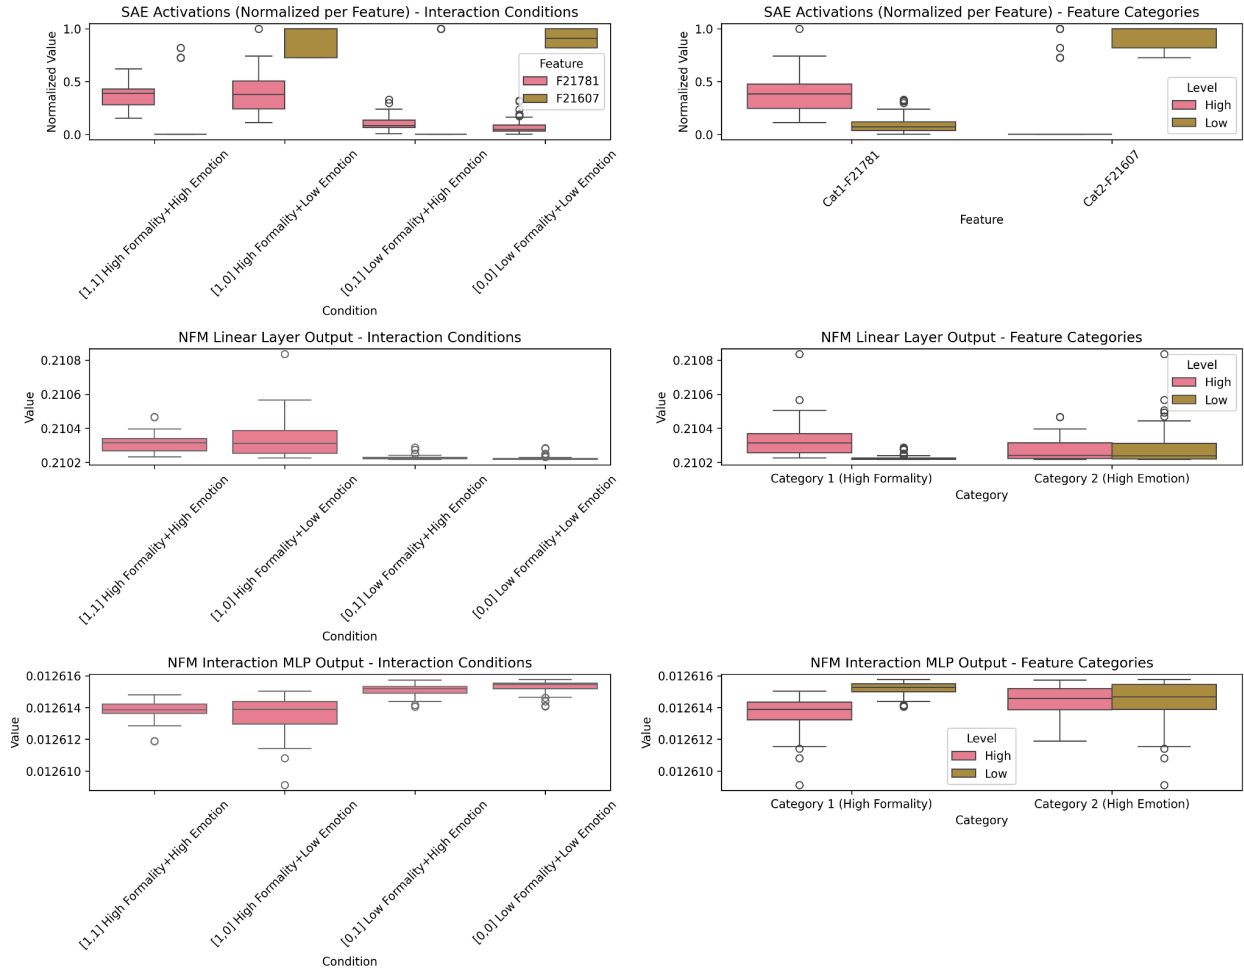 SAE Activations (Normalized per Feature) - Interaction Conditions
Normalized Value
1.0
0.5
0.0
Feature
F21781
F21607
[1,1] High Formality+High Emotion
[1,0] High Formality+Low Emotion
[0,1] Low Formality+High Emotion
[0,0] Low Formality+Low Emotion
Condition
SAE Activations (Normalized per Feature) - Feature Categories
Normalized Value
1.0
0.5
0.0
Level
High
Low
Cat1-F21781
Cat2-F21607
Feature
NFM Linear Layer Output - Interaction Conditions
Value
0.2108
0.2106
0.2104
0.2102
[1,1] High Formality+High Emotion
[1,0] High Formality+Low Emotion
[0,1] Low Formality+High Emotion
[0,0] Low Formality+Low Emotion
Condition
NFM Linear Layer Output - Feature Categories
Value
0.2108
0.2106
0.2104
0.2102
Level
High
Low
Category 1 (High Formality)
Category 2 (High Emotion)
Category
NFM Interaction MLP Output - Interaction Conditions
Value
0.012616
0.012614
0.012612
0.012610
[1,1] High Formality+High Emotion
[1,0] High Formality+Low Emotion
[0,1] Low Formality+High Emotion
[0,0] Low Formality+Low Emotion
Condition
NFM Interaction MLP Output - Feature Categories
Value
0.012616
0.012614
0.012612
0.012610
Level
High
Low
Category 1 (High Formality)
Category 2 (High Emotion)
Category